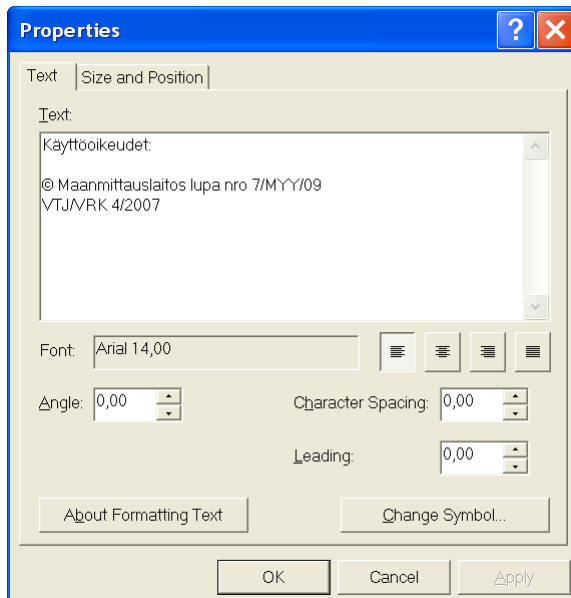 Properties
Text Size and Position
Text:
Käyttöoikeudet:
© Maanmittauslaitos lupa nro 7/MYY/09
VTJ/VRK 4/2007
Font: Arial 14,00
Angle: 0,00 Character Spacing: 0,00
Leading: 0,00
About Formatting Text Change Symbol...
OK Cancel Apply